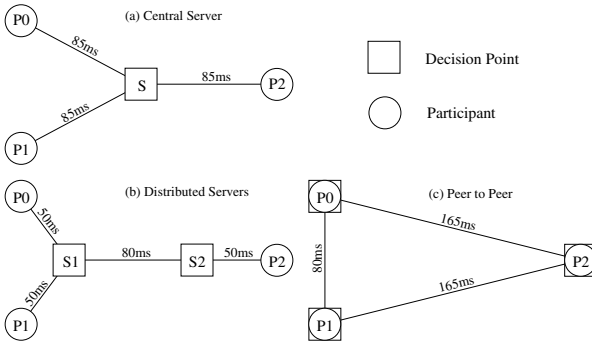 P0
(a) Central Server
85ms
S
85ms
P2
85ms
P1
Decision Point
Participant
P0
(b) Distributed Servers
50ms
S1
80ms
S2
50ms
P2
50ms
P1
P0
(c) Peer to Peer
165ms
80ms
P2
165ms
P1